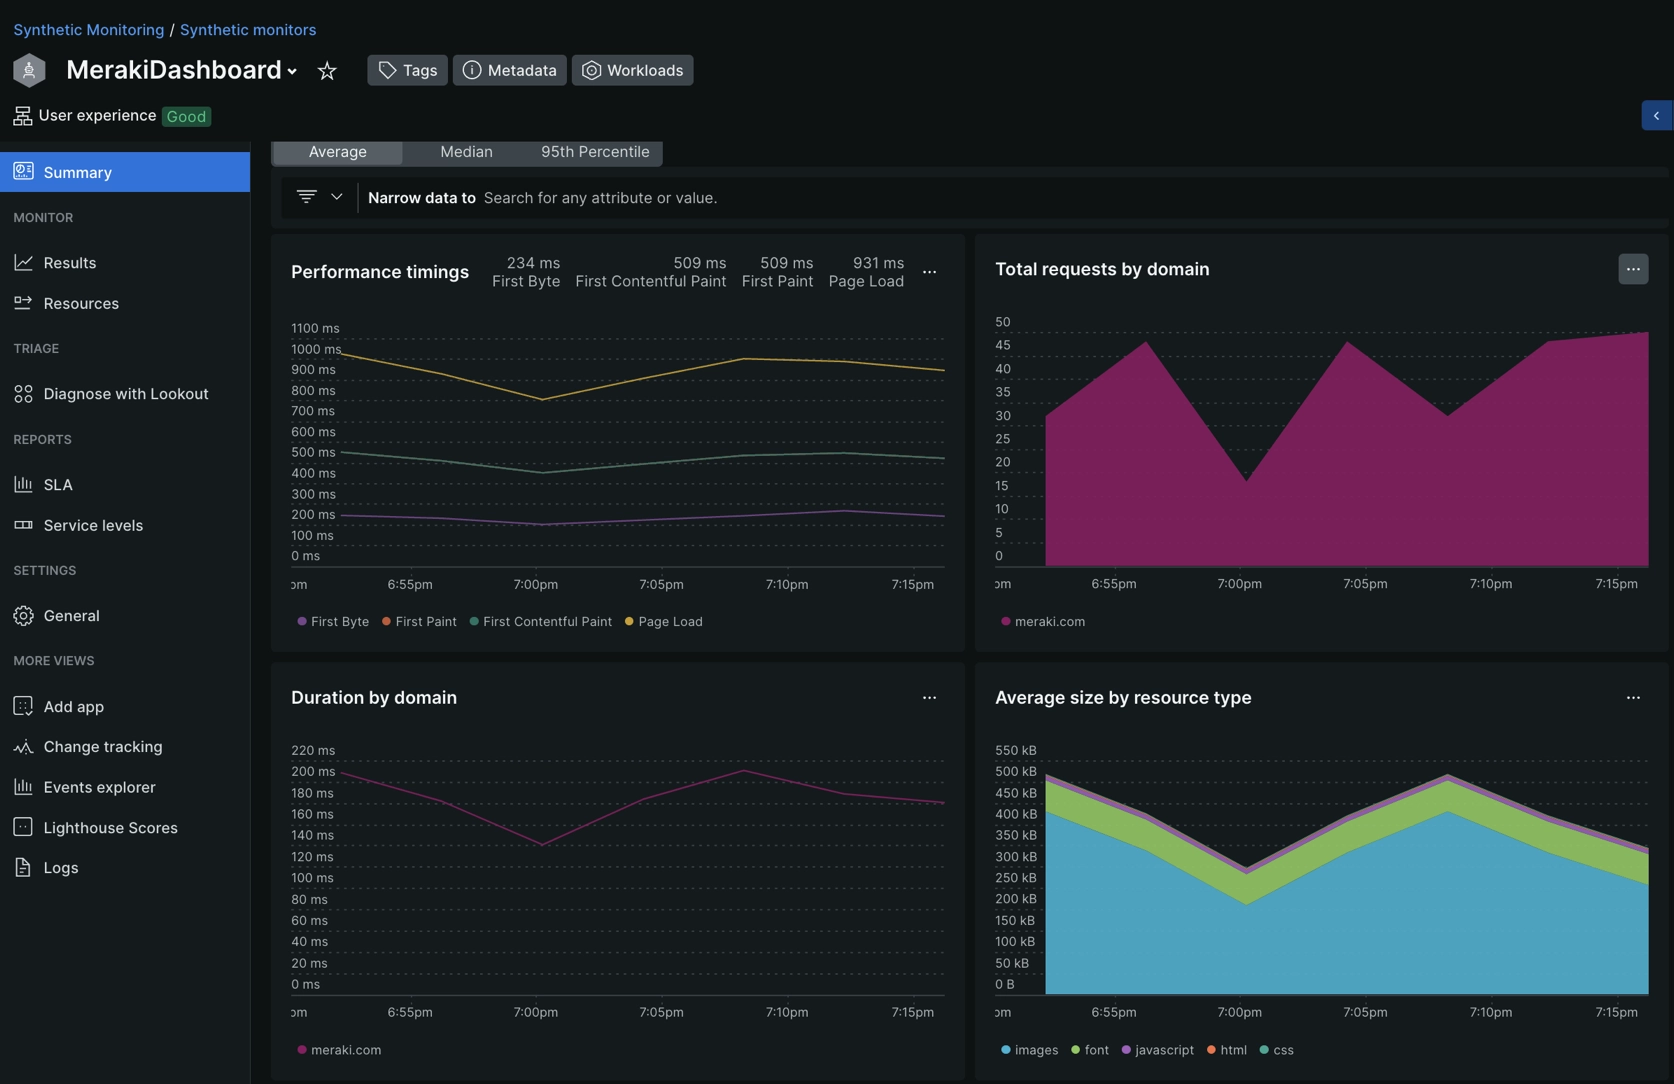 Synthetic Monitoring / Synthetic monitors
MerakiDashboard
Tags
Metadata
Workloads
User experience Good
Summary
MONITOR
Results
Resources
TRIAGE
Diagnose with Lookout
REPORTS
SLA
Service levels
SETTINGS
General
MORE VIEWS
Add app
Change tracking
Events explorer
Lighthouse Scores
Logs
Average Median 95th Percentile
Narrow data to Search for any attribute or value.
Performance timings
234 ms 509 ms 509 ms 931 ms
First Byte First Contentful Paint First Paint Page Load
1100 ms
1000 ms
900 ms
800 ms
700 ms
600 ms
500 ms
400 ms
300 ms
200 ms
100 ms
0 ms
pm 6:55pm 7:00pm 7:05pm 7:10pm 7:15pm
First Byte First Paint First Contentful Paint Page Load
Total requests by domain
50
45
40
35
30
25
20
15
10
5
0
pm 6:55pm 7:00pm 7:05pm 7:10pm 7:15pm
meraki.com
Duration by domain
220 ms
200 ms
180 ms
160 ms
140 ms
120 ms
100 ms
80 ms
60 ms
40 ms
20 ms
0 ms
pm 6:55pm 7:00pm 7:05pm 7:10pm 7:15pm
meraki.com
Average size by resource type
550 kB
500 kB
450 kB
400 kB
350 kB
300 kB
250 kB
200 kB
150 kB
100 kB
50 kB
0 B
pm 6:55pm 7:00pm 7:05pm 7:10pm 7:15pm
images font javascript html css